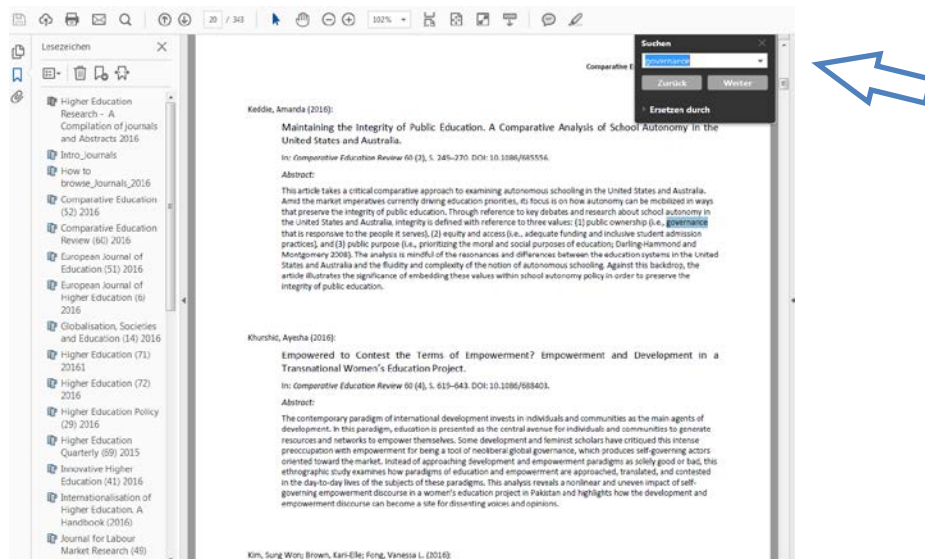 20 / 343
102%
Lesezeichen
Higher Education
Research - A
Compilation of journals
and Abstracts 2016
Intro_Journals
How to
browse_Journals_2016
Comparative Education
(52) 2016
Comparative Education
Review (60) 2016
European Journal of
Education (51) 2016
European Journal of
Higher Education (6)
2016
Globalisation, Societies
and Education (14) 2016
Higher Education (71)
20161
Higher Education (72)
2016
Higher Education Policy
(29) 2016
Higher Education
Quarterly (69) 2015
Innovative Higher
Education (41) 2016
Internationalisation of
Higher Education. A
Handbook (2016)
Journal for Labour
Market Research (49)
Suchen
governance
Zurück Weiter
Ersetzen durch
Comparative E
Keddie, Amanda (2016):
Maintaining the Integrity of Public Education. A Comparative Analysis of School Autonomy in the
United States and Australia.
In: Comparative Education Review 60 (2), S. 249–270. DOI: 10.1086/685556.
Abstract:
This article takes a critical comparative approach to examining autonomous schooling in the United States and Australia.
Amid the market imperatives currently driving education priorities, its focus is on how autonomy can be mobilized in ways
that preserve the integrity of public education. Through reference to key debates and research about school autonomy in
the United States and Australia, integrity is defined with reference to three values: (1) public ownership (i.e., governance
that is responsive to the people it serves), (2) equity and access (i.e., adequate funding and inclusive student admission
practices), and (3) public purpose (i.e., prioritizing the moral and social purposes of education; Darling-Hammond and
Montgomery 2008). The analysis is mindful of the resonances and differences between the education systems in the United
States and Australia and the fluidity and complexity of the notion of autonomous schooling. Against this backdrop, the
article illustrates the significance of embedding these values within school autonomy policy in order to preserve the
integrity of public education.
Khurshid, Ayesha (2016):
Empowered to Contest the Terms of Empowerment? Empowerment and Development in a
Transnational Women's Education Project.
In: Comparative Education Review 60 (4), S. 619–643. DOI: 10.1086/688403.
Abstract:
The contemporary paradigm of international development invests in individuals and communities as the main agents of
development. In this paradigm, education is presented as the central avenue for individuals and communities to generate
resources and networks to empower themselves. Some development and feminist scholars have critiqued this intense
preoccupation with empowerment for being a tool of neoliberal global governance, which produces self-governing actors
oriented toward the market. Instead of approaching development and empowerment paradigms as solely good or bad, this
ethnographic study examines how paradigms of education and empowerment are approached, translated, and contested
in the day-to-day lives of the subjects of these paradigms. This analysis reveals a nonlinear and uneven impact of self-
governing empowerment discourse in a women's education project in Pakistan and highlights how the development and
empowerment discourse can become a site for dissenting voices and opinions.
Kim, Sung Won; Brown, Kari-Elle; Fong, Vanessa L. (2016):